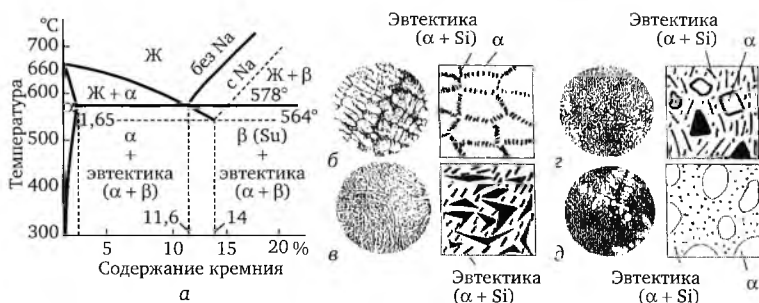 °C
700
660
600
500
400
300
Температура
Ж
без Na
с Na
Ж + β
Ж + α
578°
564°
1,65
α
+
эвтектика
(α + β)
β (Su)
+
эвтектика
(α + β)
11,6
14
5
10
15
20 %
Содержание кремния
а
Эвтектика
(α + Si)
α
б
в
Эвтектика
(α + Si)
Эвтектика
(α + Si)
α
г
д
Эвтектика
(α + Si)
α